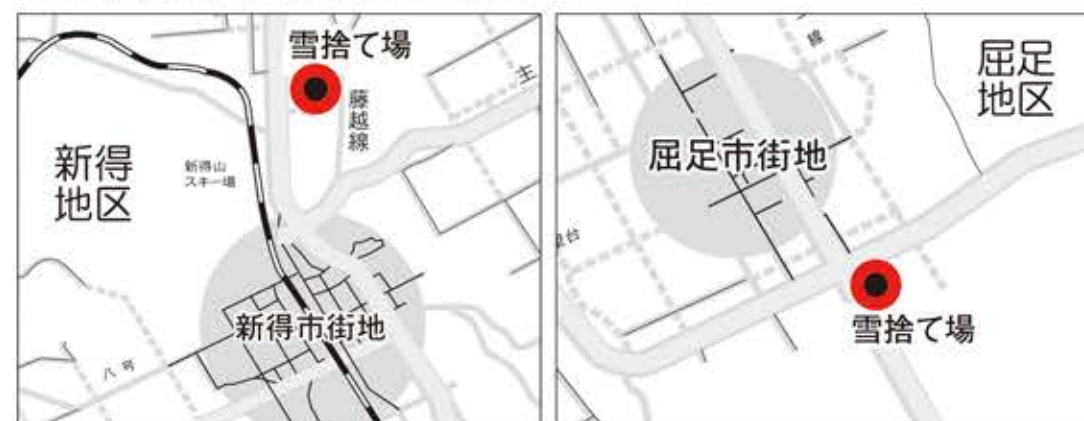 雪捨て場
藤越線
主
新得
地区
新得山
スキー場
新得市街地
八号
線
屈足
地区
屈足市街地
台
雪捨て場